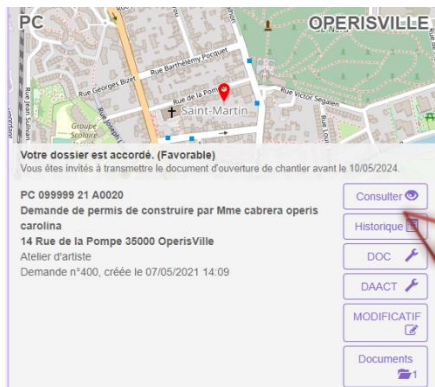 PC
OPERISVILLE
Rue Barthélemy Pocquet
Rue Georges Bizet
Rue de la Pompe
Rue Victor Segalen
Saint-Martin
Groupe
Scolaire
Votre dossier est accordé. (Favorable)
Vous êtes invités à transmettre le document d'ouverture de chantier avant le 10/05/2024.
PC 099999 21 A0020
Demande de permis de construire par Mme cabrera operis
carolina
14 Rue de la Pompe 35000 OperisVille
Atelier d'artiste
Demande n°400, créée le 07/05/2021 14:09
Consulter
Historique
DOC
DAACT
MODIFICATIF
Documents
1